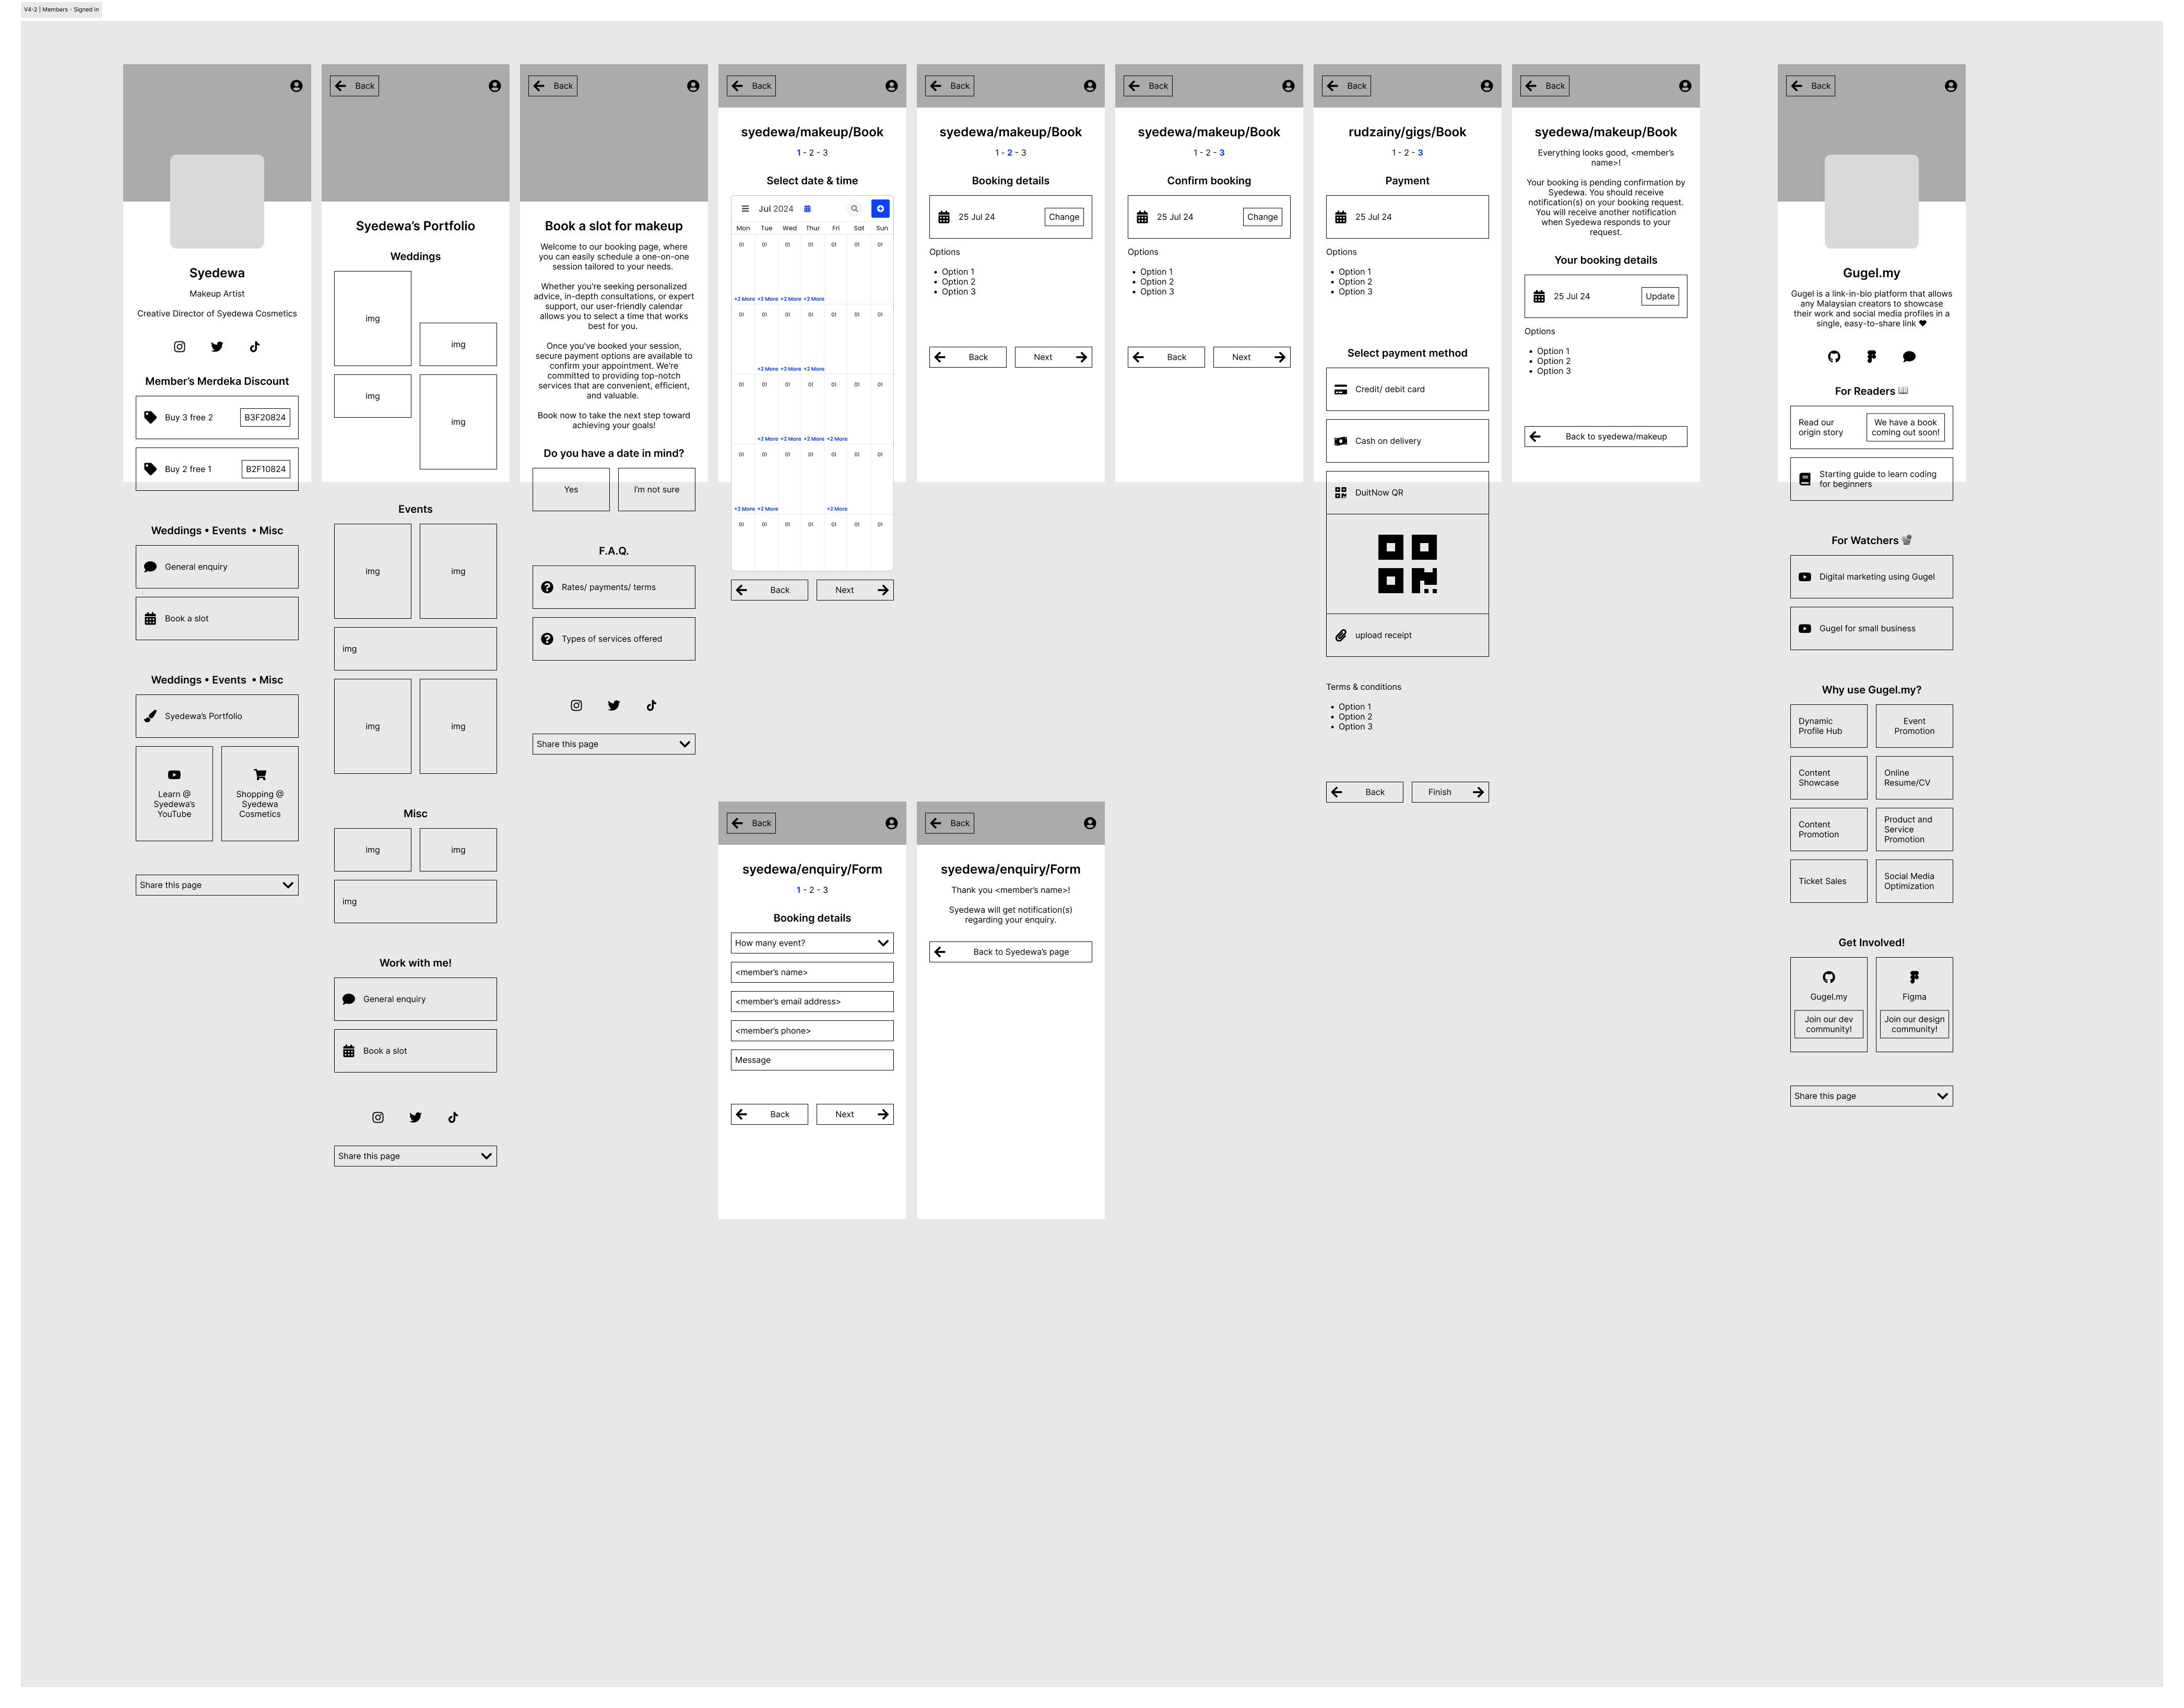 V4-2 | Members - Signed in
Syedewa
Makeup Artist
Creative Director of Syedewa Cosmetics
Member's Merdeka Discount
Buy 3 free 2
B3F20824
Buy 2 free 1
B2F10824
Weddings • Events • Misc
General enquiry
Book a slot
Weddings • Events • Misc
Syedewa's Portfolio
Learn @
Syedewa's
YouTube
Shopping @
Syedewa
Cosmetics
Share this page
Back
Syedewa's Portfolio
Weddings
img
img
img
img
Events
img
img
img
img
img
Misc
img
img
img
Work with me!
General enquiry
Book a slot
Share this page
Back
Book a slot for makeup
Welcome to our booking page, where
you can easily schedule a one-on-one
session tailored to your needs.
Whether you're seeking personalized
advice, in-depth consultations, or expert
support, our user-friendly calendar
allows you to select a time that works
best for you.
Once you've booked your session,
secure payment options are available to
confirm your appointment. We're
committed to providing top-notch
services that are convenient, efficient,
and valuable.
Book now to take the next step toward
achieving your goals!
Do you have a date in mind?
Yes
I'm not sure
F.A.Q.
Rates/ payments/ terms
Types of services offered
Share this page
Back
syedewa/makeup/Book
1 - 2 - 3
Select date & time
Jul 2024
Mon Tue Wed Thur Fri Sat Sun
01 01 01 01 01 01 01
+2 More +2 More +2 More +2 More
01 01 01 01 01 01 01
+2 More +2 More +2 More
01 01 01 01 01 01 01
+2 More +2 More +2 More +2 More
01 01 01 01 01 01 01
+2 More +2 More +2 More
01 01 01 01 01 01 01
Back
Next
Back
syedewa/makeup/Book
1 - 2 - 3
Booking details
25 Jul 24
Change
Options
• Option 1
• Option 2
• Option 3
Back
Next
Back
syedewa/makeup/Book
1 - 2 - 3
Confirm booking
25 Jul 24
Change
Options
• Option 1
• Option 2
• Option 3
Back
Next
Back
rudzainy/gigs/Book
1 - 2 - 3
Payment
25 Jul 24
Options
• Option 1
• Option 2
• Option 3
Select payment method
Credit/ debit card
Cash on delivery
DuitNow QR
upload receipt
Terms & conditions
• Option 1
• Option 2
• Option 3
Back
Finish
Back
syedewa/makeup/Book
Everything looks good, <member's
name>!
Your booking is pending confirmation by
Syedewa. You should receive
notification(s) on your booking request.
You will receive another notification
when Syedewa responds to your
request.
Your booking details
25 Jul 24
Update
Options
• Option 1
• Option 2
• Option 3
Back to syedewa/makeup
Back
Gugel.my
Gugel is a link-in-bio platform that allows
any Malaysian creators to showcase
their work and social media profiles in a
single, easy-to-share link ❤
For Readers 📖
Read our
origin story
We have a book
coming out soon!
Starting guide to learn coding
for beginners
For Watchers 📽
Digital marketing using Gugel
Gugel for small business
Why use Gugel.my?
Dynamic
Profile Hub
Event
Promotion
Content
Showcase
Online
Resume/CV
Content
Promotion
Product and
Service
Promotion
Ticket Sales
Social Media
Optimization
Get Involved!
Gugel.my
Join our dev
community!
Figma
Join our design
community!
Share this page
Back
syedewa/enquiry/Form
1 - 2 - 3
Booking details
How many event?
<member's name>
<member's email address>
<member's phone>
Message
Back
Next
Back
syedewa/enquiry/Form
Thank you <member's name>!
Syedewa will get notification(s)
regarding your enquiry.
Back to Syedewa's page